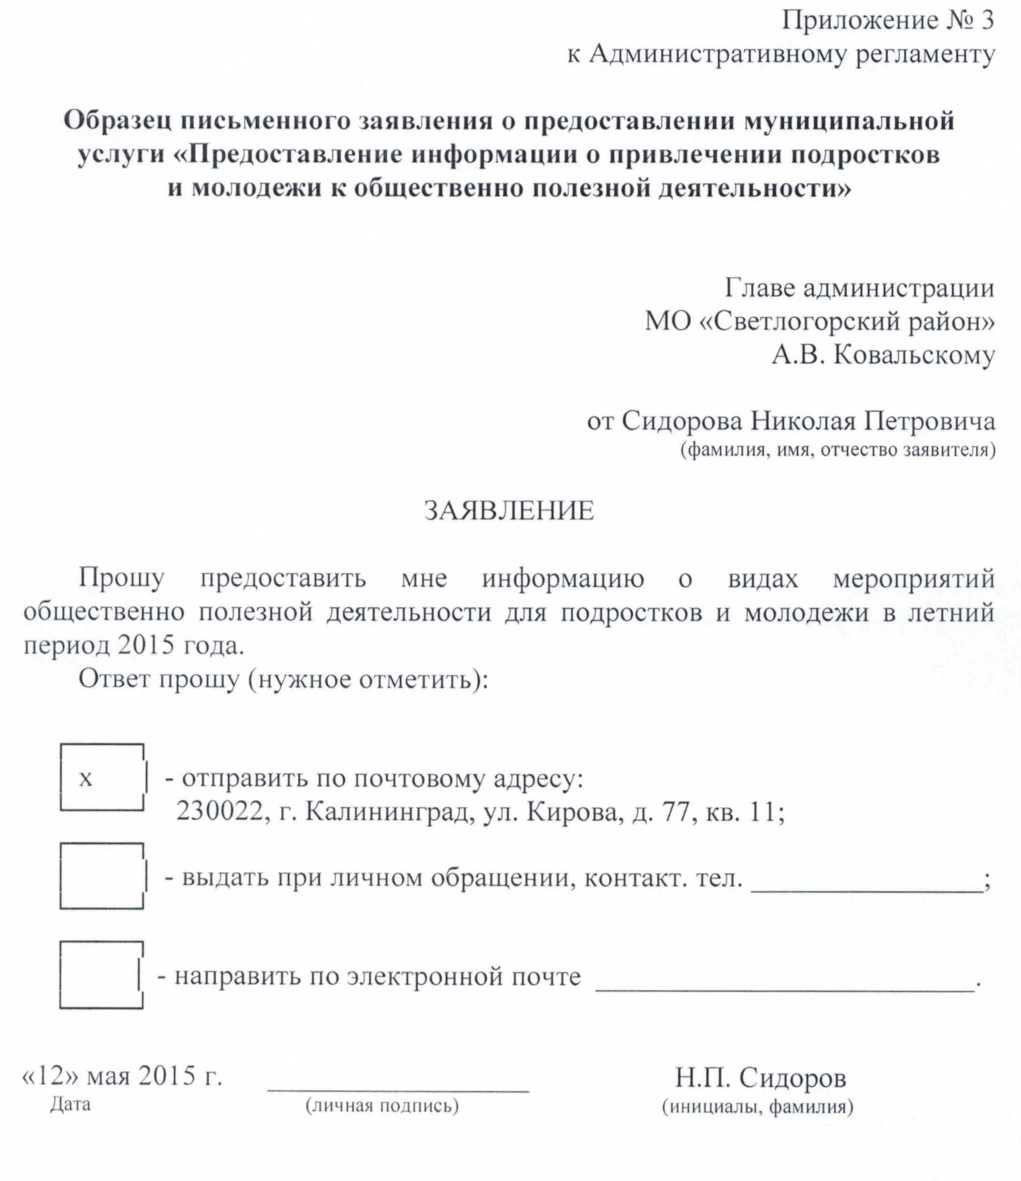 Приложение № 3
к Административному регламенту
Образец письменного заявления о предоставлении муниципальной
услуги «Предоставление информации о привлечении подростков
и молодежи к общественно полезной деятельности»
Главе администрации
МО «Светлогорский район»
А.В. Ковальскому
от Сидорова Николая Петровича
(фамилия, имя, отчество заявителя)
ЗАЯВЛЕНИЕ
Прошу предоставить мне информацию о видах мероприятий
общественно полезной деятельности для подростков и молодежи в летний
период 2015 года.
Ответ прошу (нужное отметить):
х - отправить по почтовому адресу:
230022, г. Калининград, ул. Кирова, д. 77, кв. 11;
- выдать при личном обращении, контакт. тел. ________________;
- направить по электронной почте __________________________.
«12» мая 2015 г. __________________ Н.П. Сидоров
Дата (личная подпись) (инициалы, фамилия)